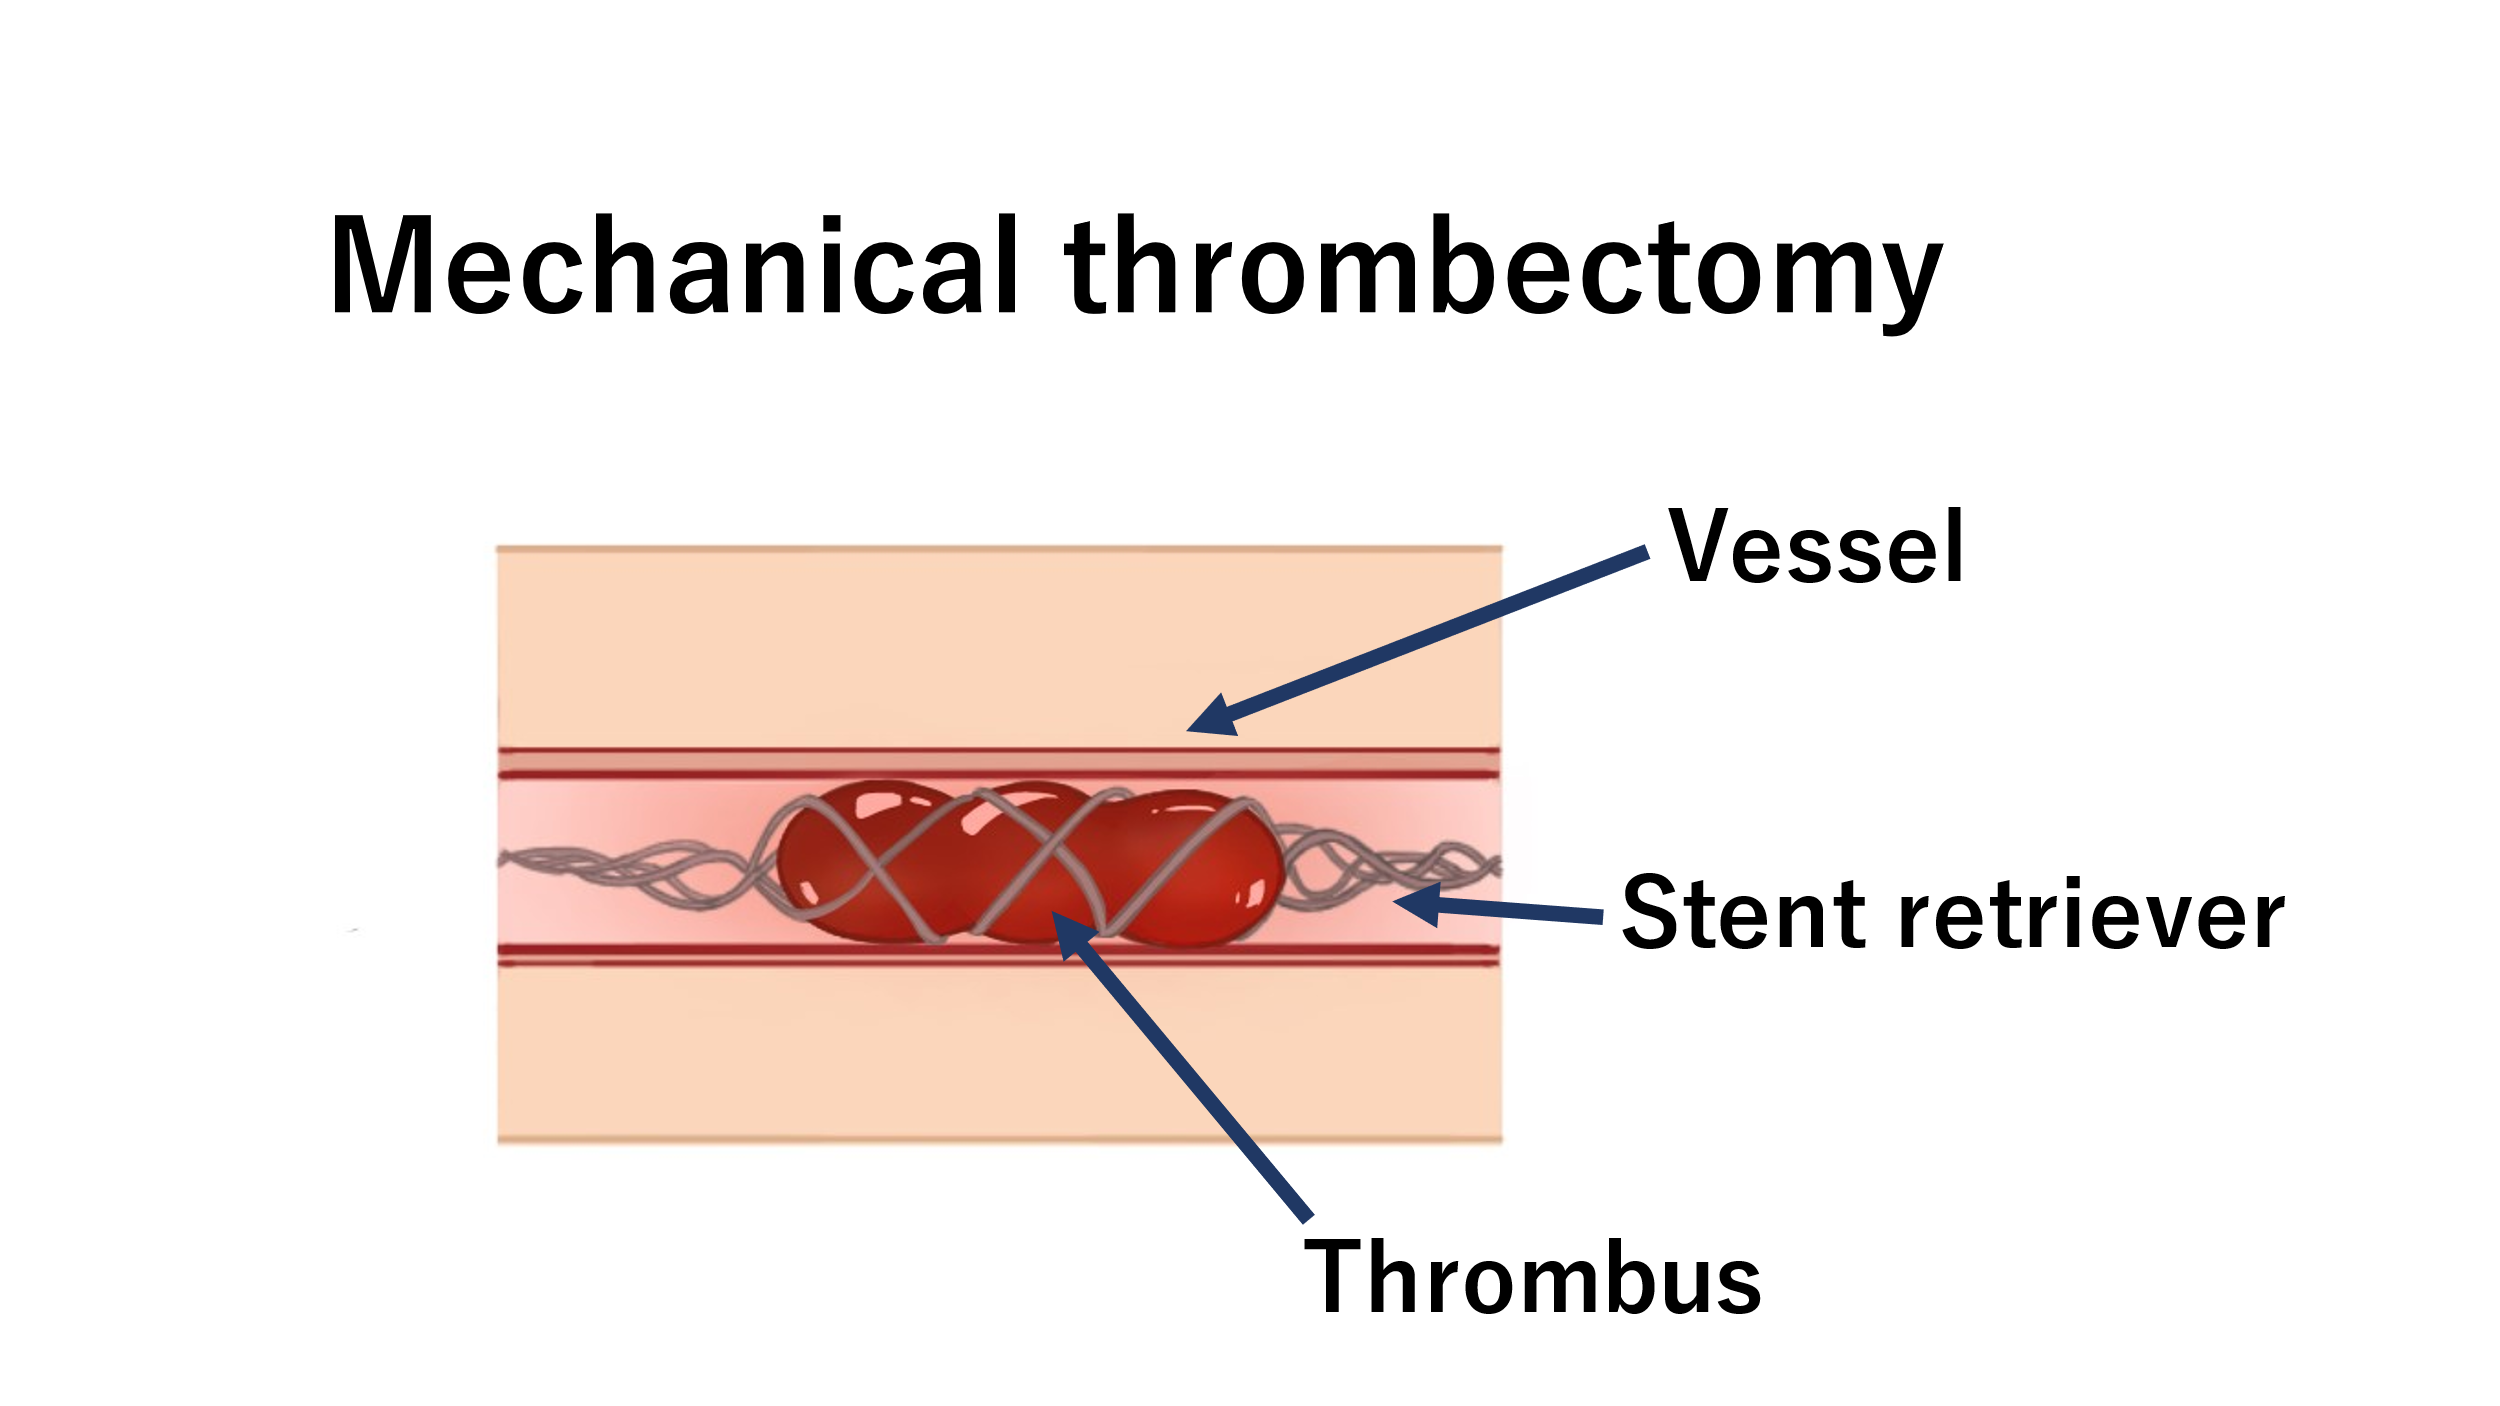 Mechanical thrombectomy
Vessel
Stent retriever
Thrombus